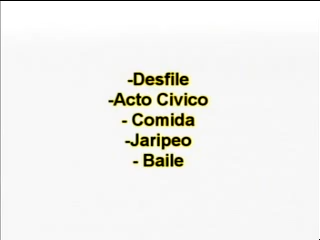 -Desfile
-Acto Civico
- Comida
-Jaripeo
- Baile